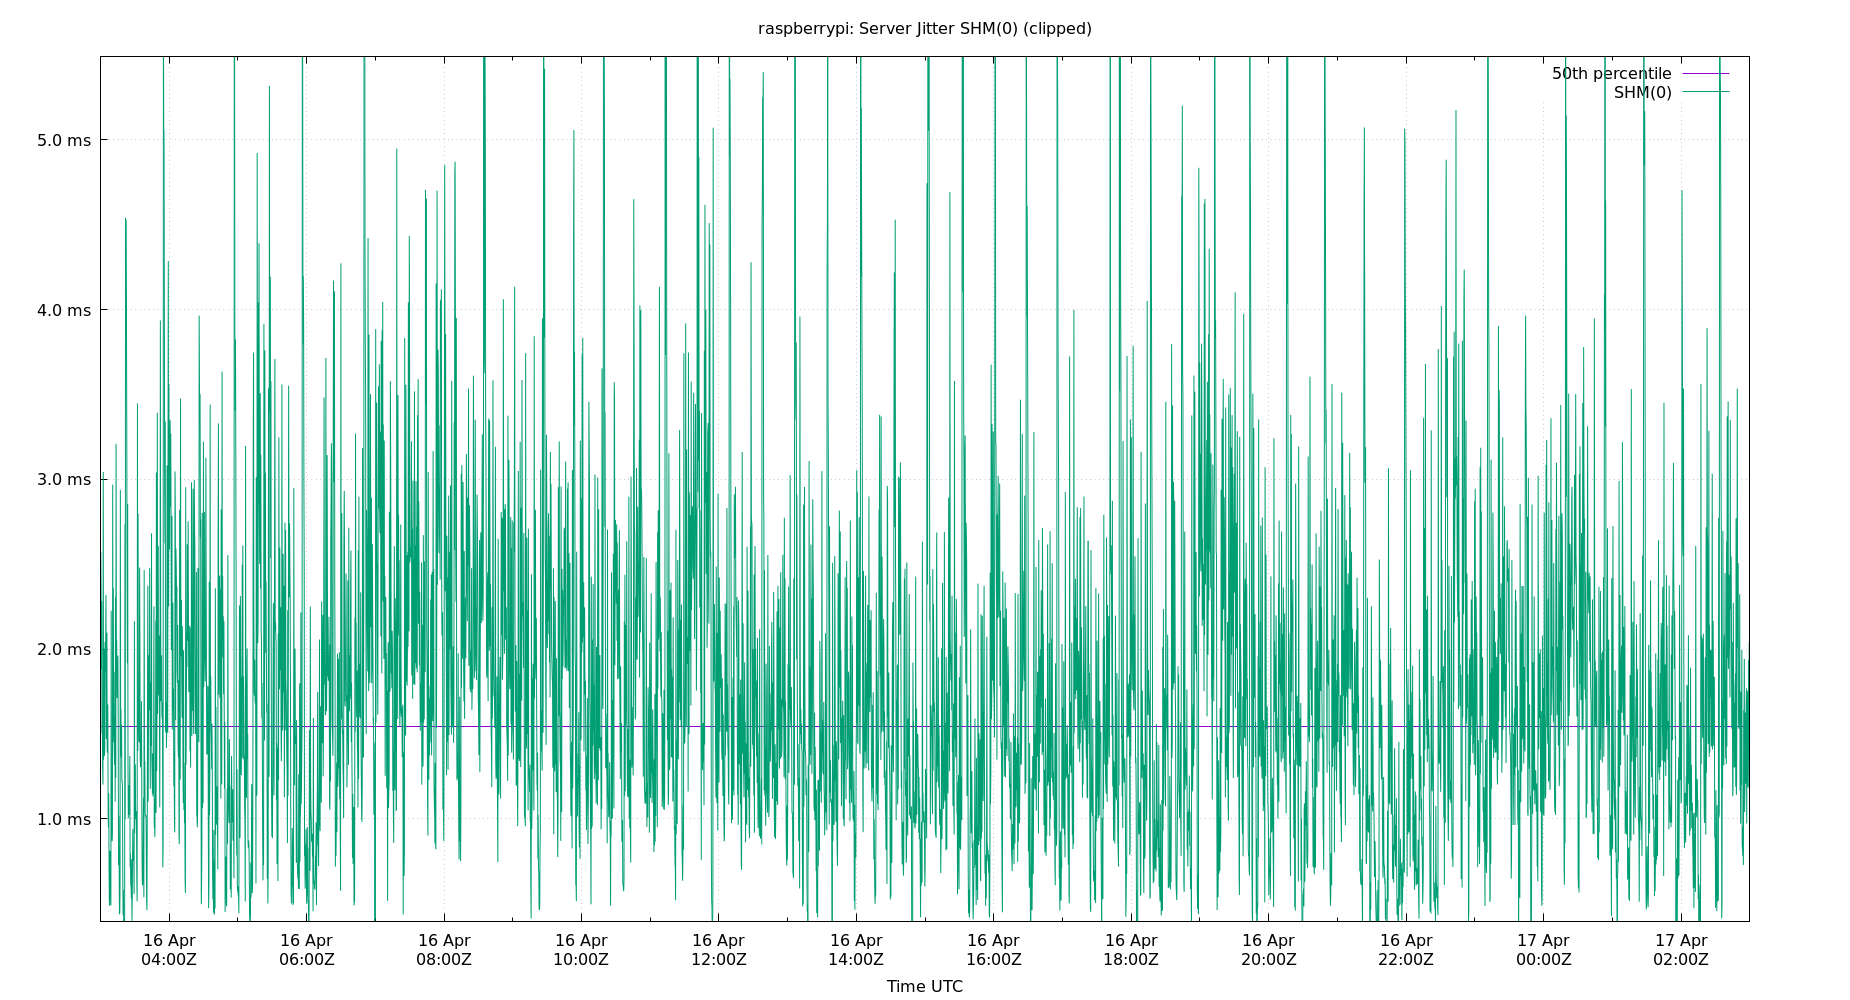 raspberrypi: Server Jitter SHM(0) (clipped)
50th percentile
SHM(0)
5.0 ms
4.0 ms
3.0 ms
2.0 ms
1.0 ms
16 Apr 16 Apr 16 Apr 16 Apr 16 Apr 16 Apr 16 Apr 16 Apr 16 Apr 16 Apr 17 Apr 17 Apr
04:00Z 06:00Z 08:00Z 10:00Z 12:00Z 14:00Z 16:00Z 18:00Z 20:00Z 22:00Z 00:00Z 02:00Z
Time UTC